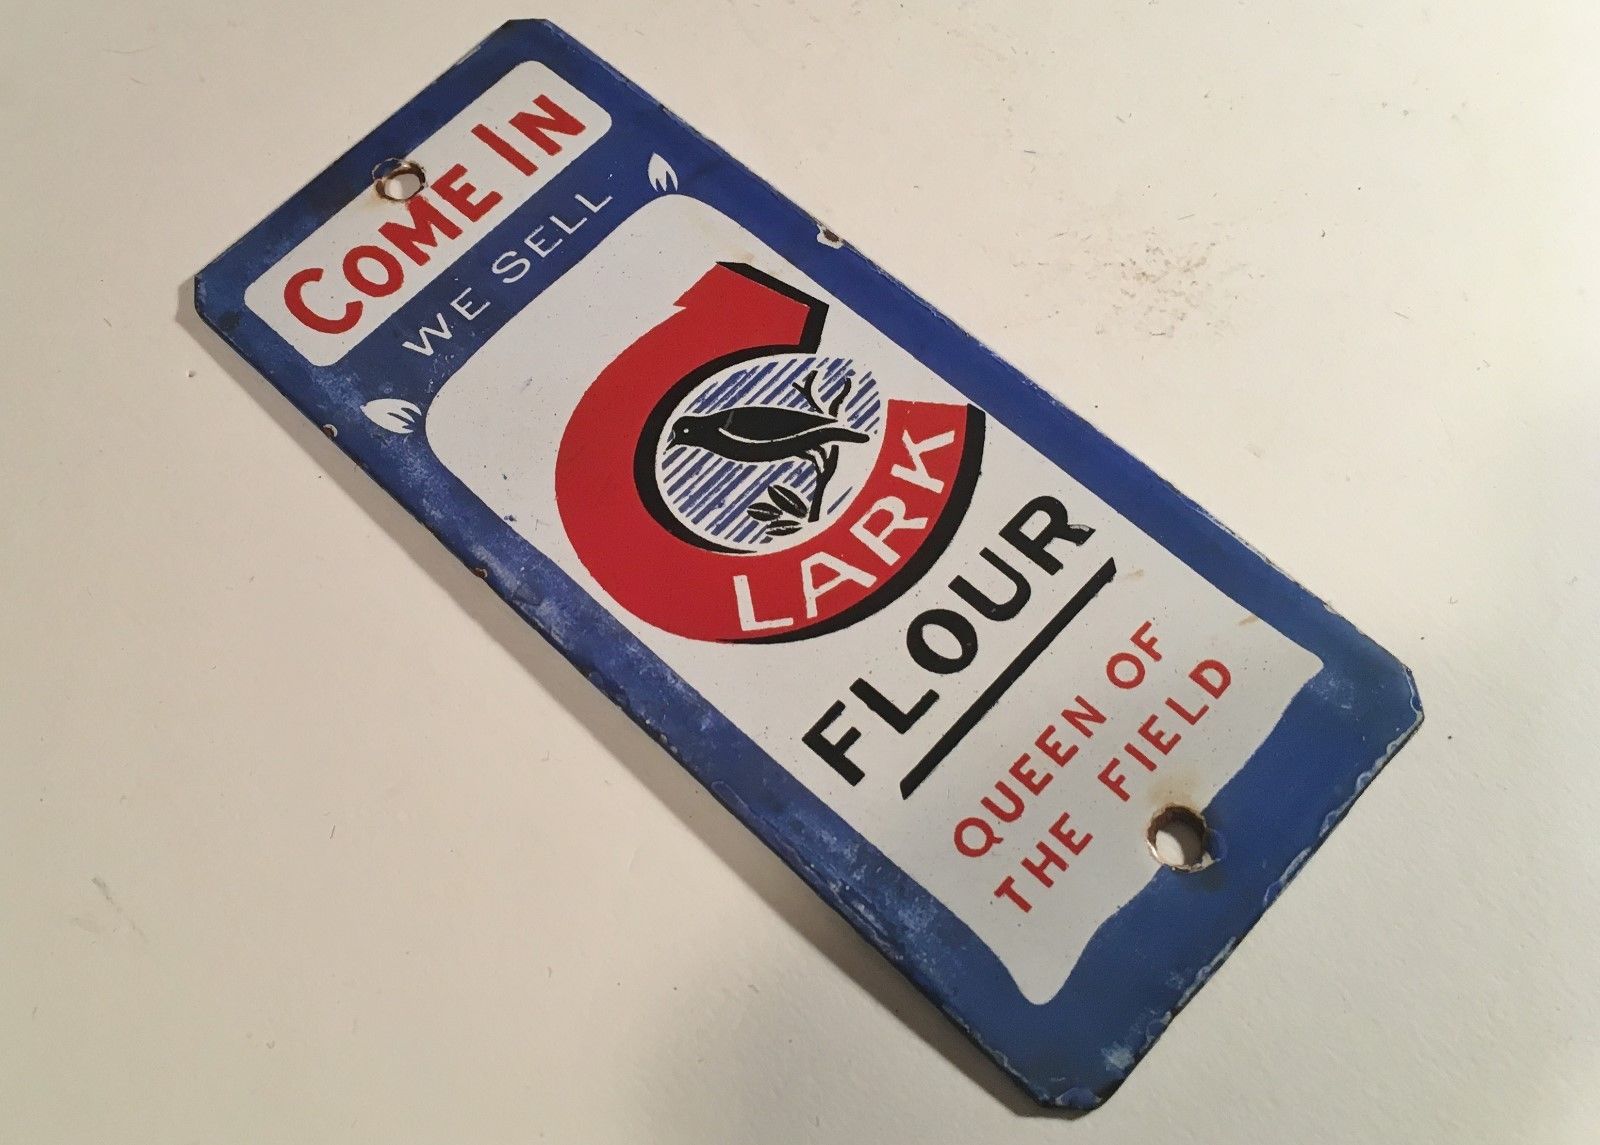 COME IN
WE SELL
LARK
FLOUR
QUEEN OF
THE FIELD